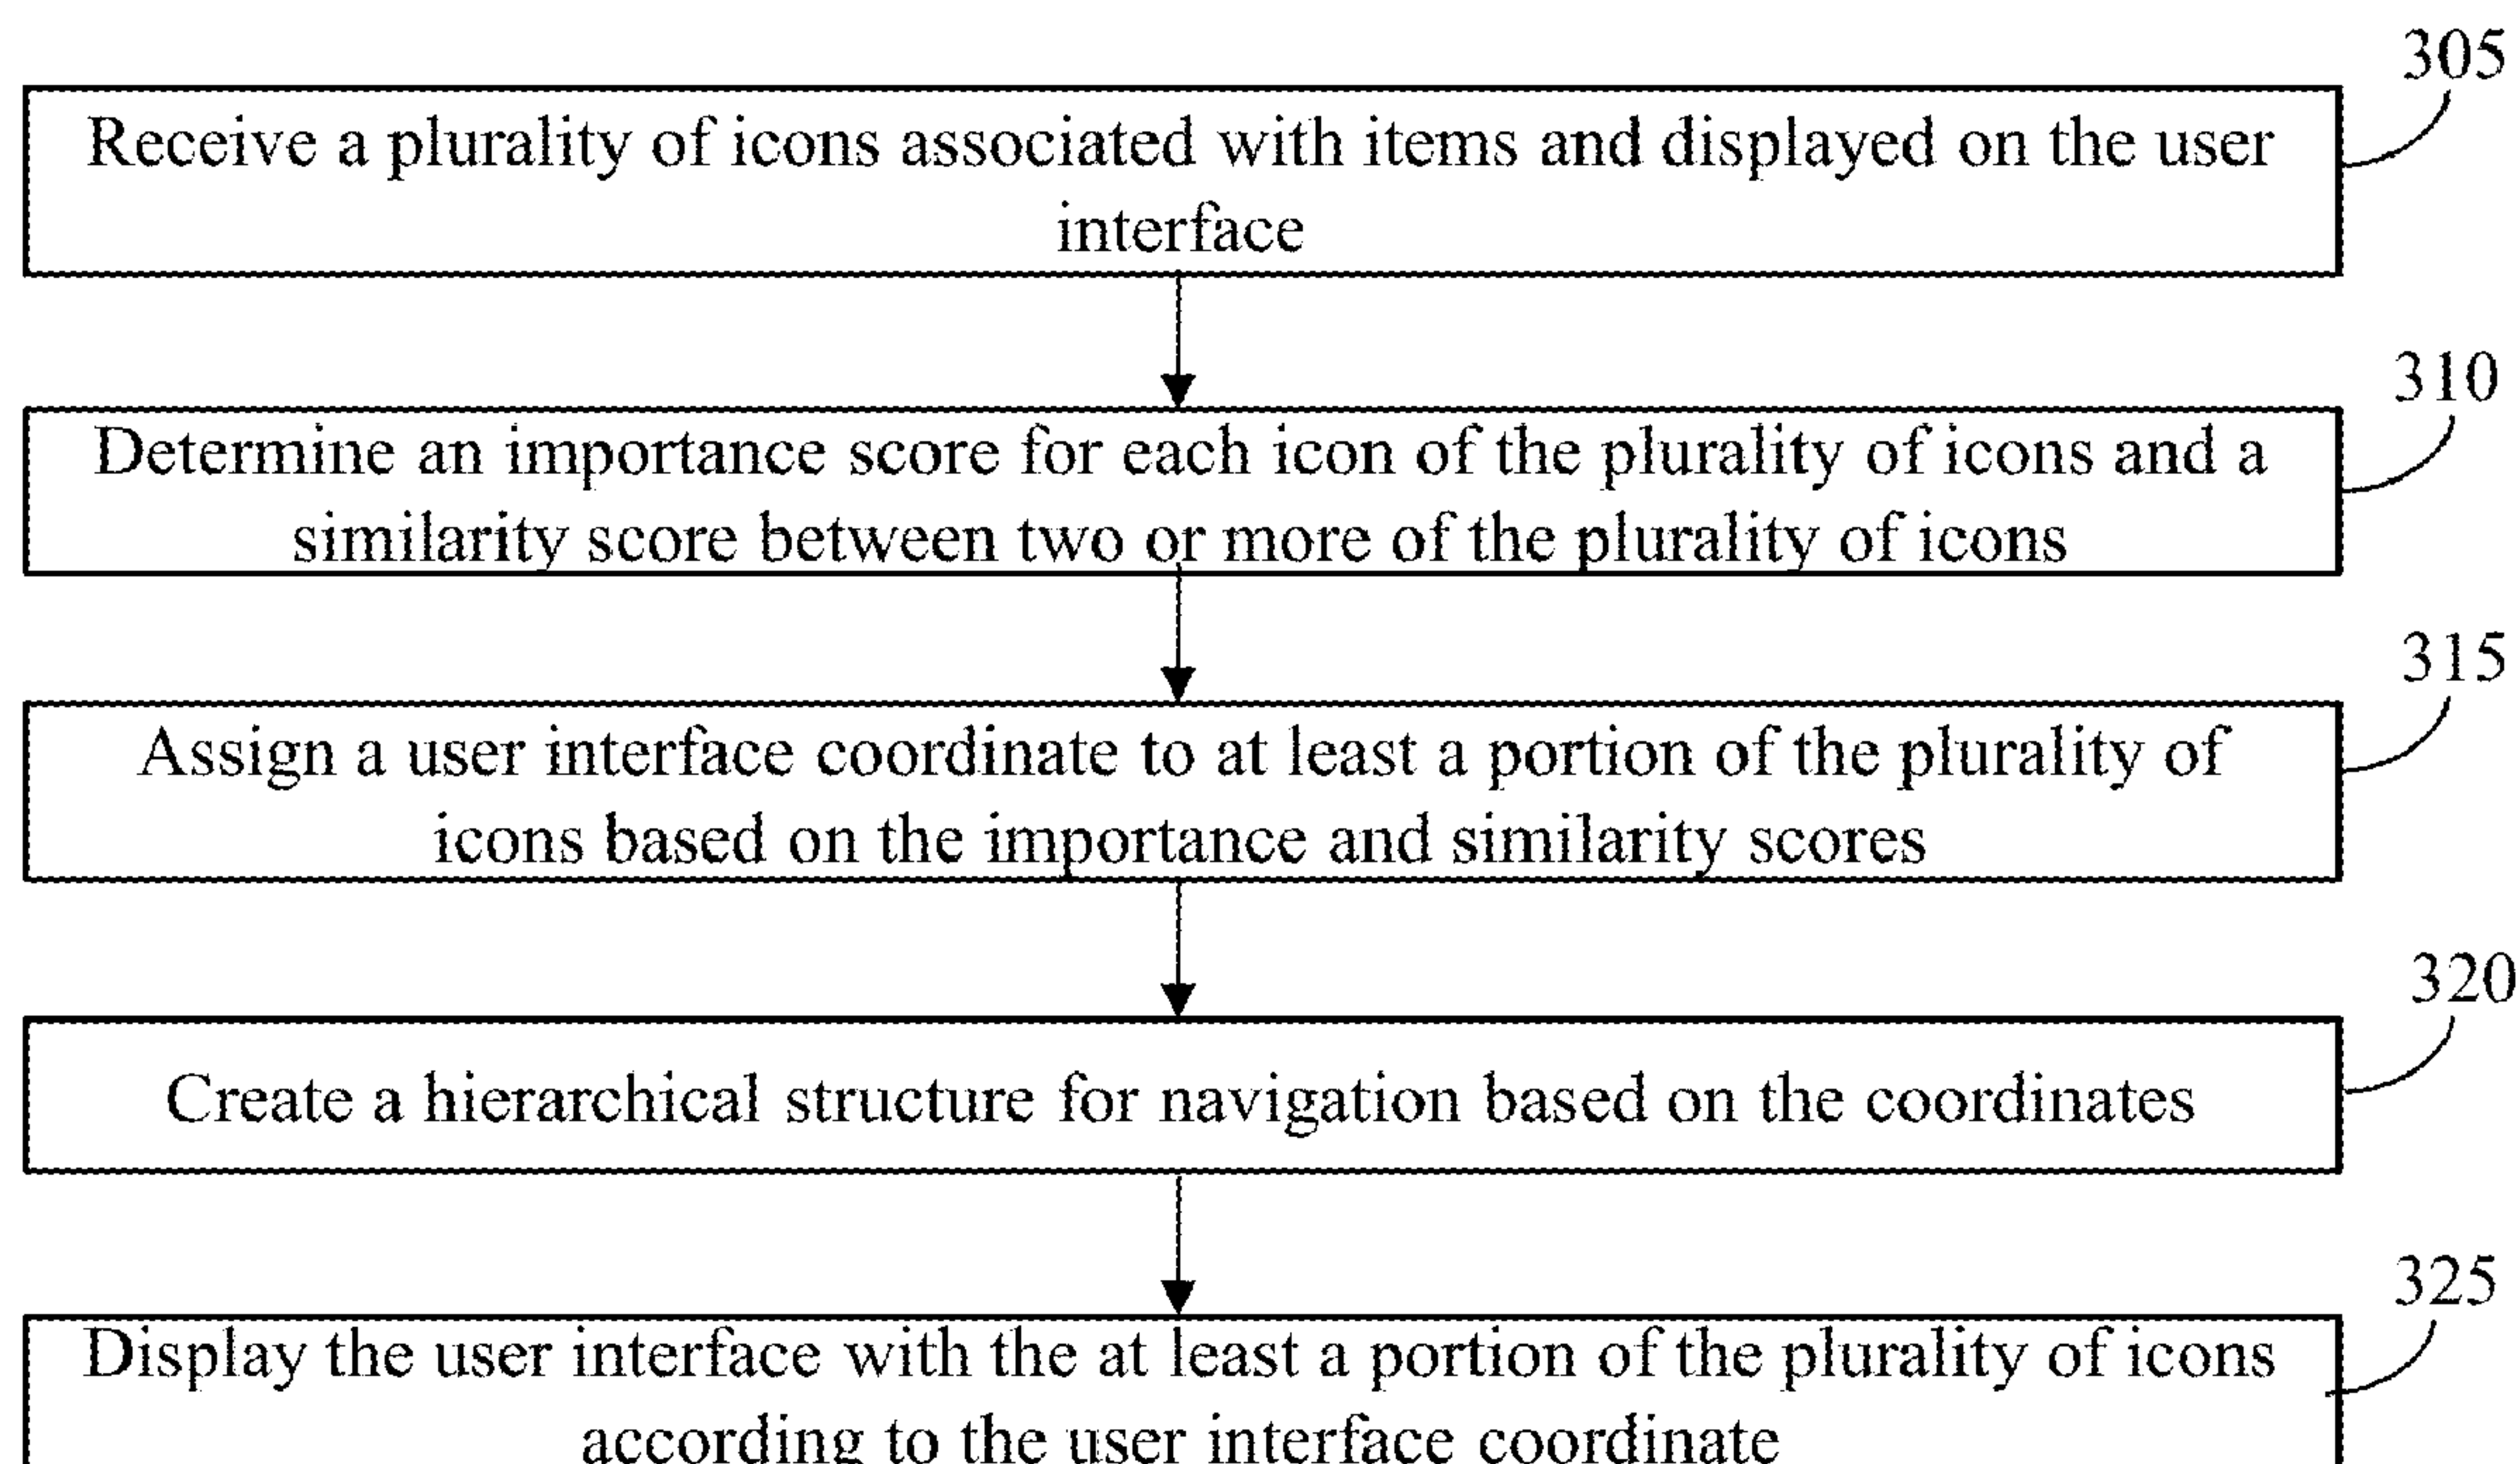 305
Receive a plurality of icons associated with items and displayed on the user
interface
310
Determine an importance score for each icon of the plurality of icons and a
similarity score between two or more of the plurality of icons
315
Assign a user interface coordinate to at least a portion of the plurality of
icons based on the importance and similarity scores
320
Create a hierarchical structure for navigation based on the coordinates
325
Display the user interface with the at least a portion of the plurality of icons
according to the user interface coordinate